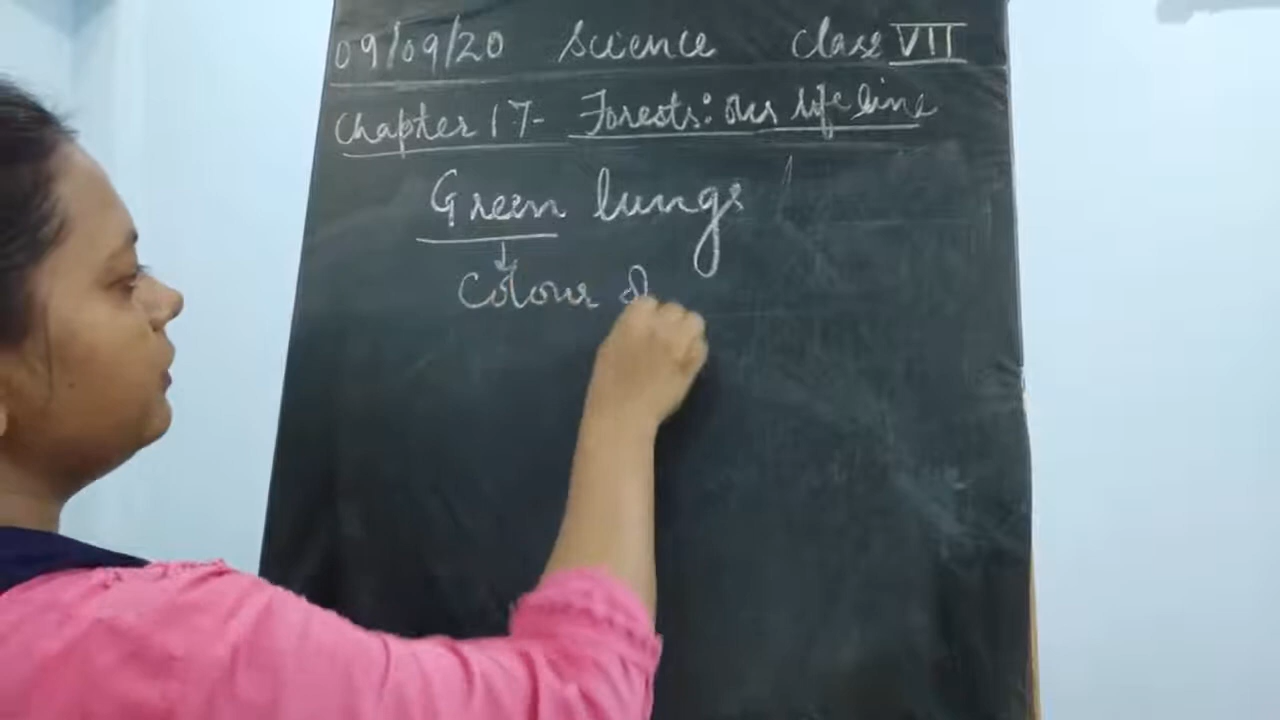 09/09/20 Science Class VII
Chapter 17- Forests: our life line
Green lungs
Colour o